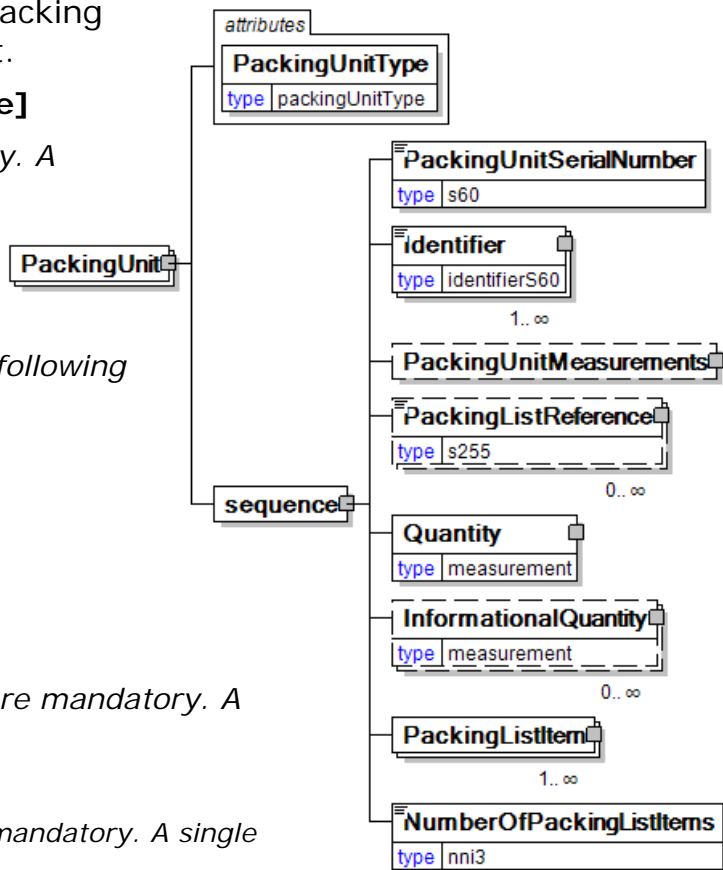 acking
t.
e]
y. A
following
re mandatory. A
mandatory. A single
attributes
PackingUnitType
type packingUnitType
PackingUnit
sequence
PackingUnitSerialNumber
type s60
Identifier
type identifierS60
1..∞
PackingUnitMeasurements
PackingListReference
type s255
0..∞
Quantity
type measurement
InformationalQuantity
type measurement
0..∞
PackingListItem
1..∞
NumberOfPackingListItems
type nni3